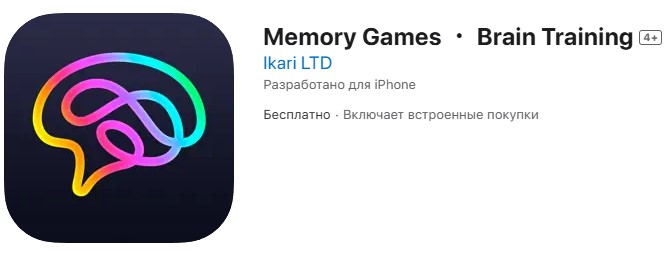 Memory Games • Brain Training 4+
Ikari LTD
Разработано для iPhone
Бесплатно · Включает встроенные покупки